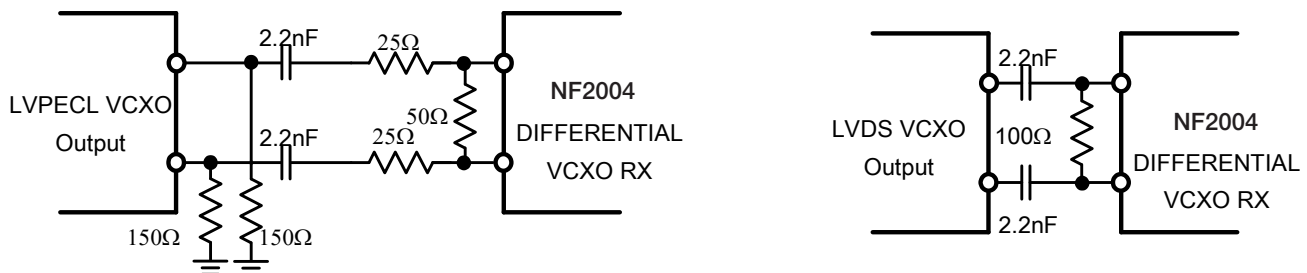 2.2nF
25Ω
LVPECL VCXO
Output
50Ω
NF2004
DIFFERENTIAL
VCXO RX
2.2nF
25Ω
150Ω
150Ω
2.2nF
LVDS VCXO
Output
100Ω
NF2004
DIFFERENTIAL
VCXO RX
2.2nF